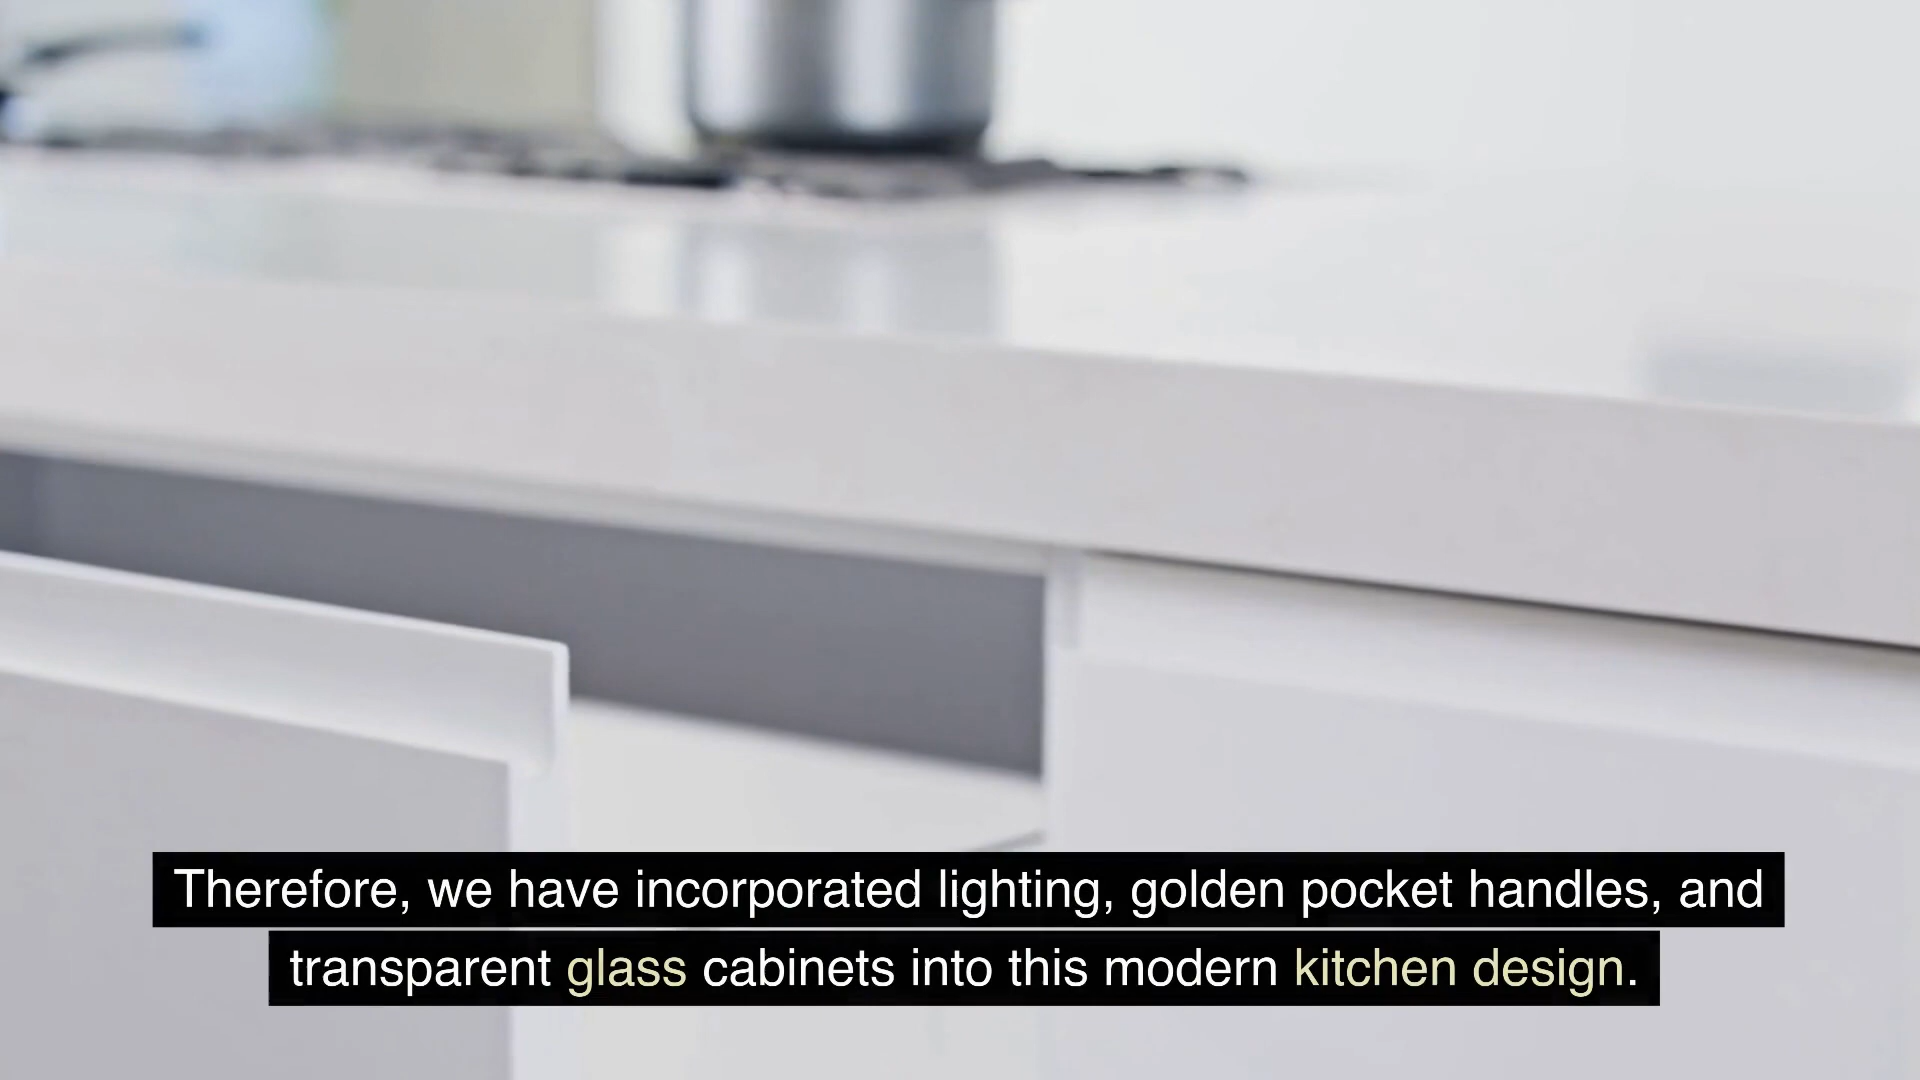 Therefore, we have incorporated lighting, golden pocket handles, and
transparent glass cabinets into this modern kitchen design.